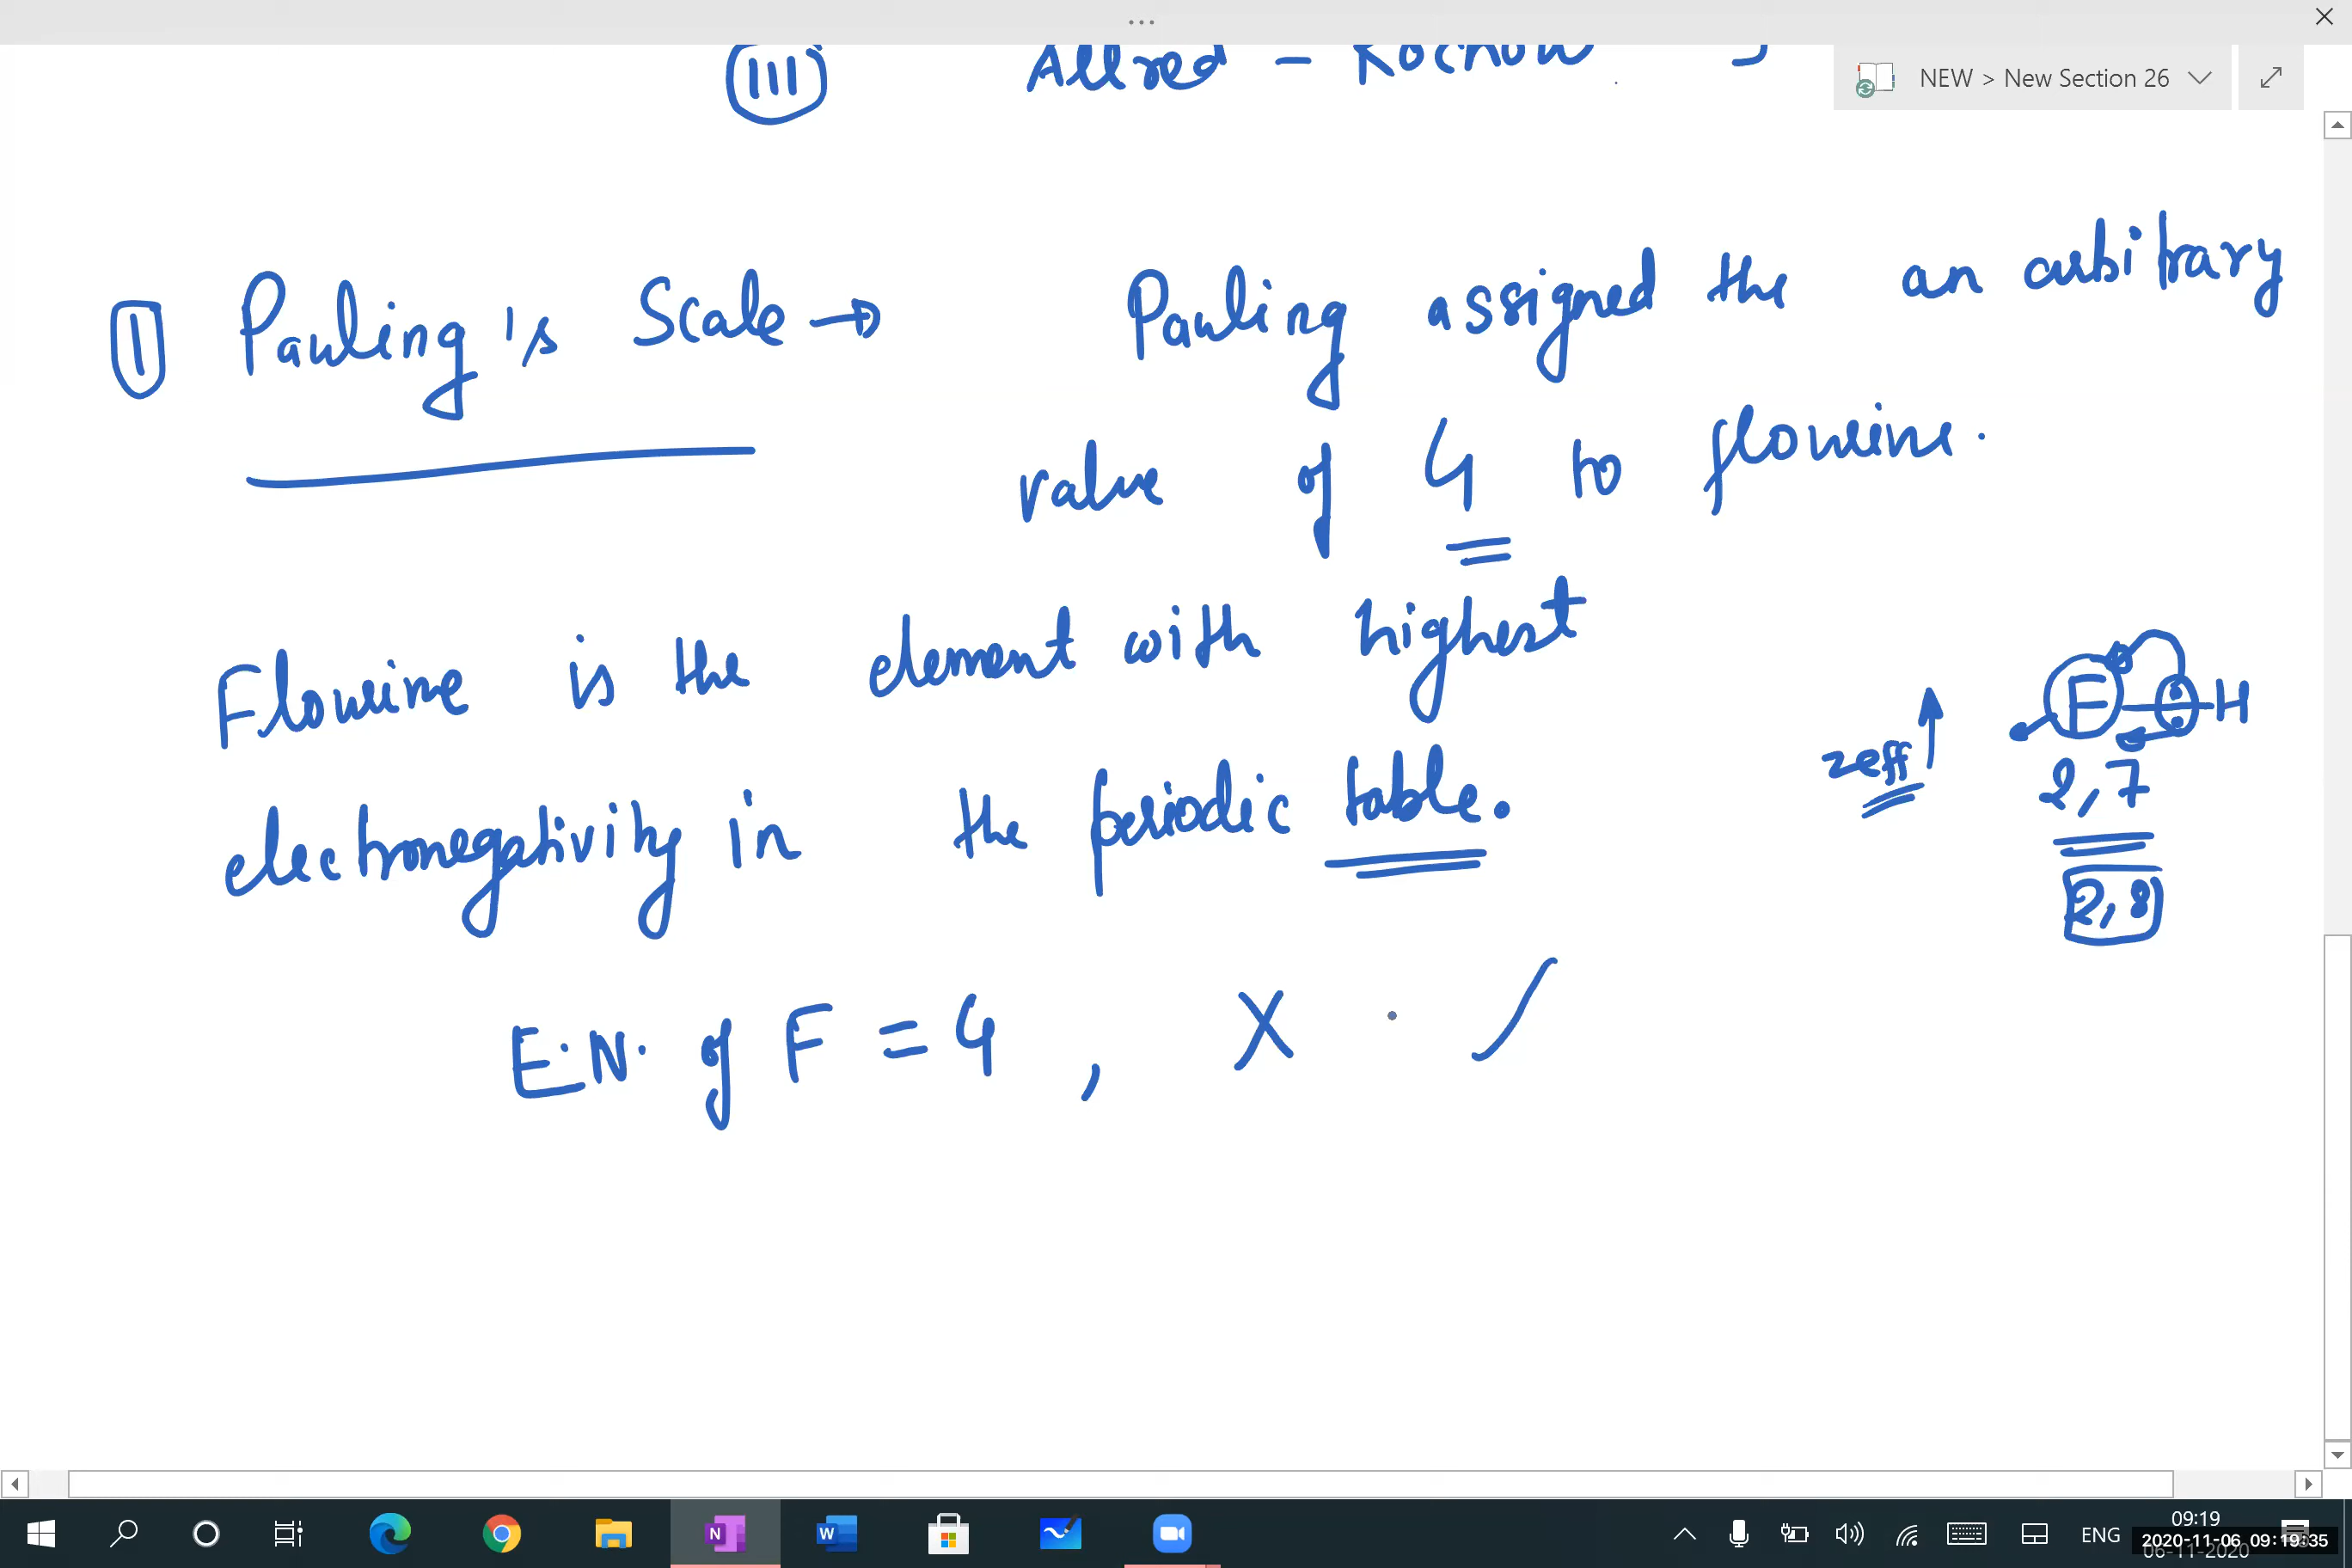 ...
III Allred - Rochow
NEW > New Section 26
I Pauling's Scale → Pauling assigned the an arbitrary
value of 4 to flourine.
Flourine is the element with highest
electronegativity in the periodic table.
zeff ↑ F H
2,7
2,8
E.N. of F = 4 , X
ENG
09:19
2020-11-06 09:19:35
06-11-2020